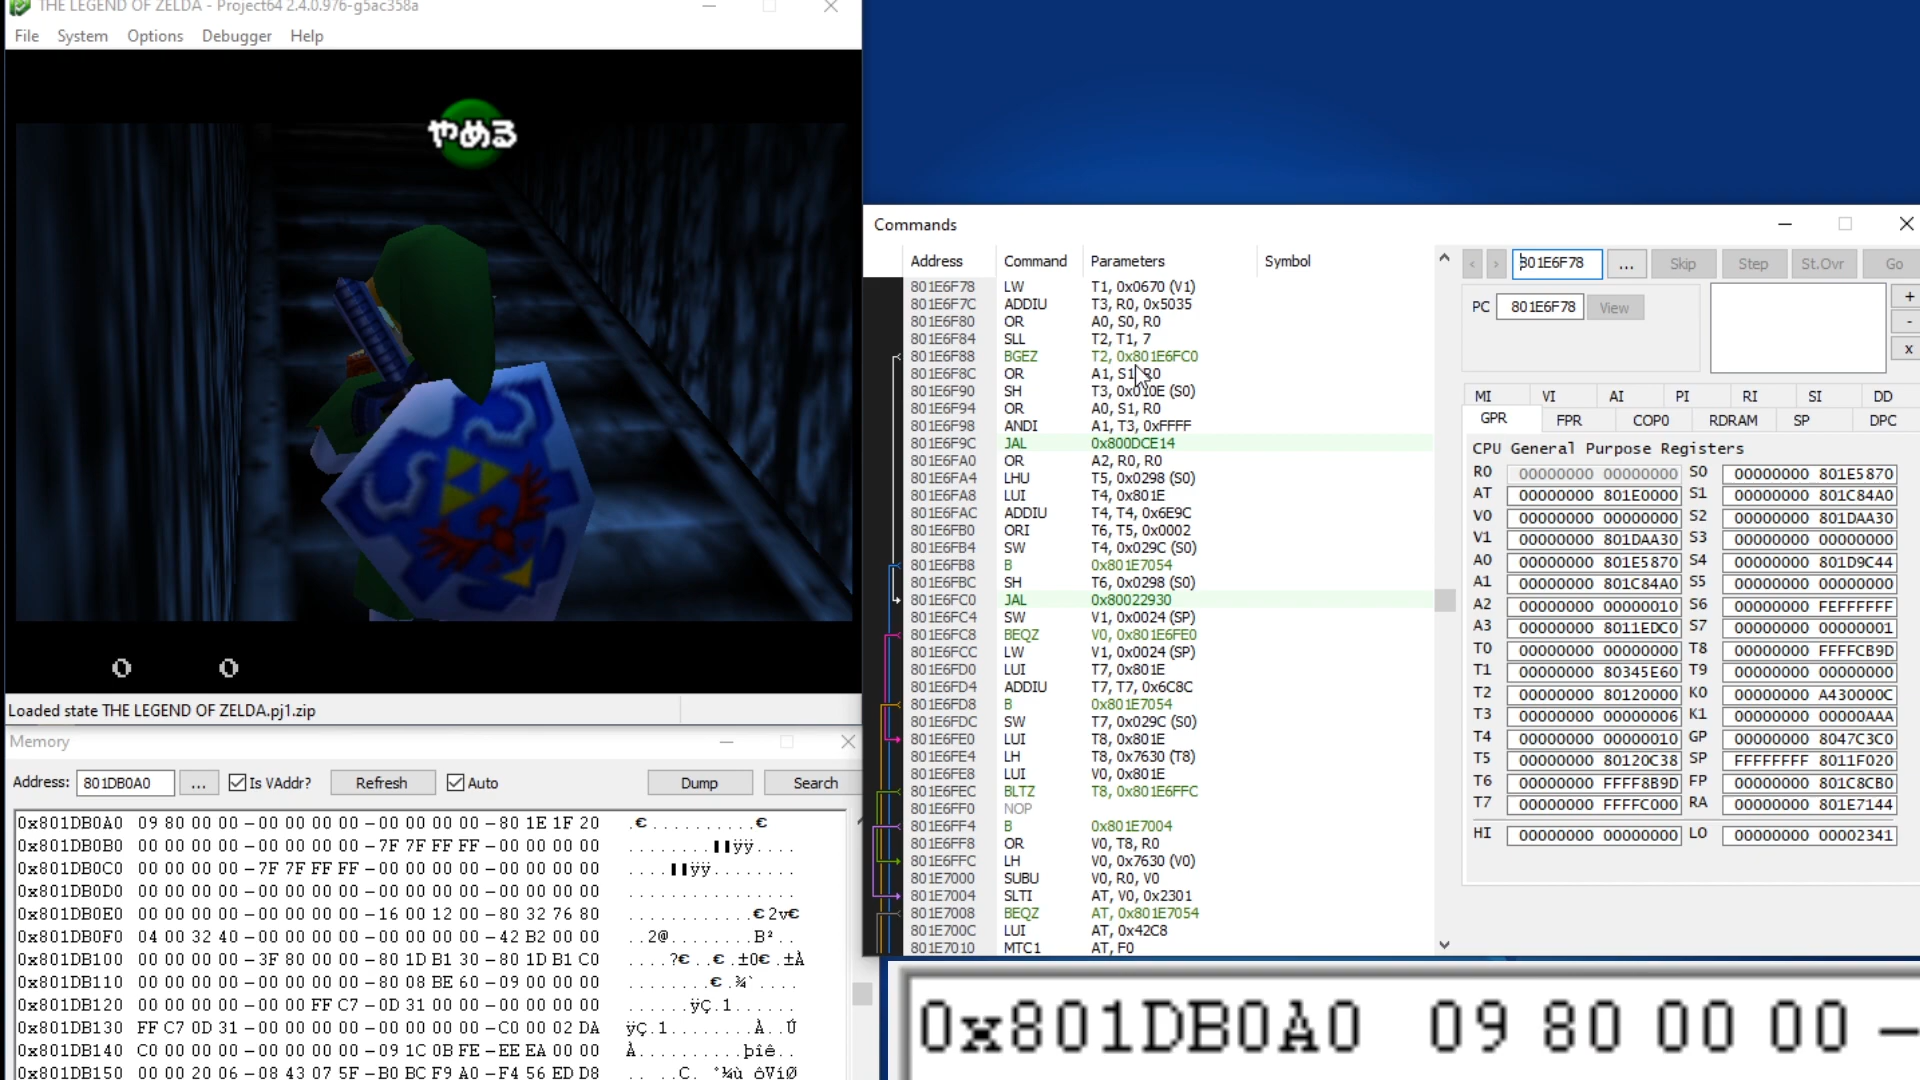 THE LEGEND OF ZELDA - Project64 2.4.0.976-g5ac358a
File System Options Debugger Help
やめる
0 0
Loaded state THE LEGEND OF ZELDA.pj1.zip
Memory
Address: 801DB0A0 ... Is VAddr? Refresh Auto Dump Search
0x801DB0A0 09 80 00 00 -00 00 00 00 -00 00 00 00 -80 1E 1F 20 .€..........€
0x801DB0B0 00 00 00 00 -00 00 00 00 -7F 7F FF FF -00 00 00 00
0x801DB0C0 00 00 00 00 -7F 7F FF FF -00 00 00 00 -00 00 00 00
0x801DB0D0 00 00 00 00 -00 00 00 00 -00 00 00 00 -00 00 00 00 ................
0x801DB0E0 00 00 00 00 -00 00 00 00 -16 00 12 00 -80 32 76 80 ............€2v€
0x801DB0F0 04 00 32 40 -00 00 00 00 -00 00 00 00 -42 B2 00 00 ..2@........B²..
0x801DB100 00 00 00 00 -3F 80 00 00 -80 1D B1 30 -80 1D B1 C0 ....?€..€.±0€.±À
0x801DB110 00 00 00 00 -00 00 00 00 -80 08 BE 60 -09 00 00 00 ........€.¾`....
0x801DB120 00 00 00 00 -00 00 FF C7 -0D 31 00 00 -00 00 00 00 ......ÿÇ.1......
0x801DB130 FF C7 0D 31 -00 00 00 00 -00 00 00 00 -C0 00 02 DA ÿÇ.1........À..Ú
0x801DB140 C0 00 00 00 -00 00 00 00 -09 1C 0B FE -EE EA 00 00 À..........þîê..
0x801DB150 00 00 20 06 -08 43 07 5F -B0 BC F9 A0 -F4 56 ED D8
Commands
Address Command Parameters Symbol
801E6F78 LW T1, 0x0670 (V1)
801E6F7C ADDIU T3, R0, 0x5035
801E6F80 OR A0, S0, R0
801E6F84 SLL T2, T1, 7
801E6F88 BGEZ T2, 0x801E6FC0
801E6F8C OR A1, S1, R0
801E6F90 SH T3, 0x010E (S0)
801E6F94 OR A0, S1, R0
801E6F98 ANDI A1, T3, 0xFFFF
801E6F9C JAL 0x800DCE14
801E6FA0 OR A2, R0, R0
801E6FA4 LHU T5, 0x0298 (S0)
801E6FA8 LUI T4, 0x801E
801E6FAC ADDIU T4, T4, 0x6E9C
801E6FB0 ORI T6, T5, 0x0002
801E6FB4 SW T4, 0x029C (S0)
801E6FB8 B 0x801E7054
801E6FBC SH T6, 0x0298 (S0)
801E6FC0 JAL 0x80022930
801E6FC4 SW V1, 0x0024 (SP)
801E6FC8 BEQZ V0, 0x801E6FE0
801E6FCC LW V1, 0x0024 (SP)
801E6FD0 LUI T7, 0x801E
801E6FD4 ADDIU T7, T7, 0x6C8C
801E6FD8 B 0x801E7054
801E6FDC SW T7, 0x029C (S0)
801E6FE0 LUI T8, 0x801E
801E6FE4 LH T8, 0x7630 (T8)
801E6FE8 LUI V0, 0x801E
801E6FEC BLTZ T8, 0x801E6FFC
801E6FF0 NOP
801E6FF4 B 0x801E7004
801E6FF8 OR V0, T8, R0
801E6FFC LH V0, 0x7630 (V0)
801E7000 SUBU V0, R0, V0
801E7004 SLTI AT, V0, 0x2301
801E7008 BEQZ AT, 0x801E7054
801E700C LUI AT, 0x42C8
801E7010 MTC1 AT, F0
< > 801E6F78 ... Skip Step St.Ovr Go
PC 801E6F78 View
+
-
x
MI VI AI PI RI SI DD
GPR FPR COP0 RDRAM SP DPC
CPU General Purpose Registers
R0 00000000 00000000 S0 00000000 801E5870
AT 00000000 801E0000 S1 00000000 801C84A0
V0 00000000 00000000 S2 00000000 801DAA30
V1 00000000 801DAA30 S3 00000000 00000000
A0 00000000 801E5870 S4 00000000 801D9C44
A1 00000000 801C84A0 S5 00000000 00000000
A2 00000000 00000010 S6 00000000 FEFFFFFF
A3 00000000 8011EDC0 S7 00000000 00000001
T0 00000000 00000000 T8 00000000 FFFFCB9D
T1 00000000 80345E60 T9 00000000 00000000
T2 00000000 80120000 K0 00000000 A430000C
T3 00000000 00000006 K1 00000000 00000AAA
T4 00000000 00000010 GP 00000000 8047C3C0
T5 00000000 80120C38 SP FFFFFFFF 8011F020
T6 00000000 FFFF8B9D FP 00000000 801C8CB0
T7 00000000 FFFFC000 RA 00000000 801E7144
HI 00000000 00000000 LO 00000000 00002341
0x801DB0A0 09 80 00 00 –